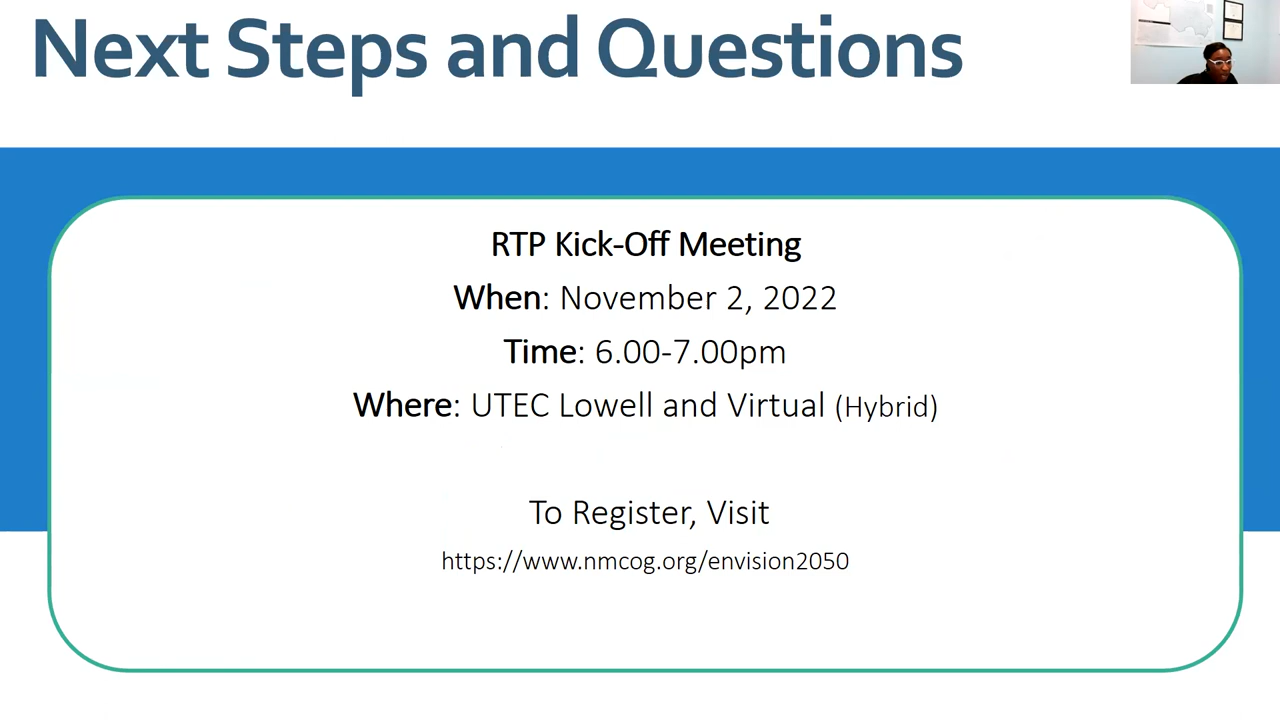 Next Steps and Questions
RTP Kick-Off Meeting
When: November 2, 2022
Time: 6.00-7.00pm
Where: UTEC Lowell and Virtual (Hybrid)
To Register, Visit
https://www.nmcog.org/envision2050